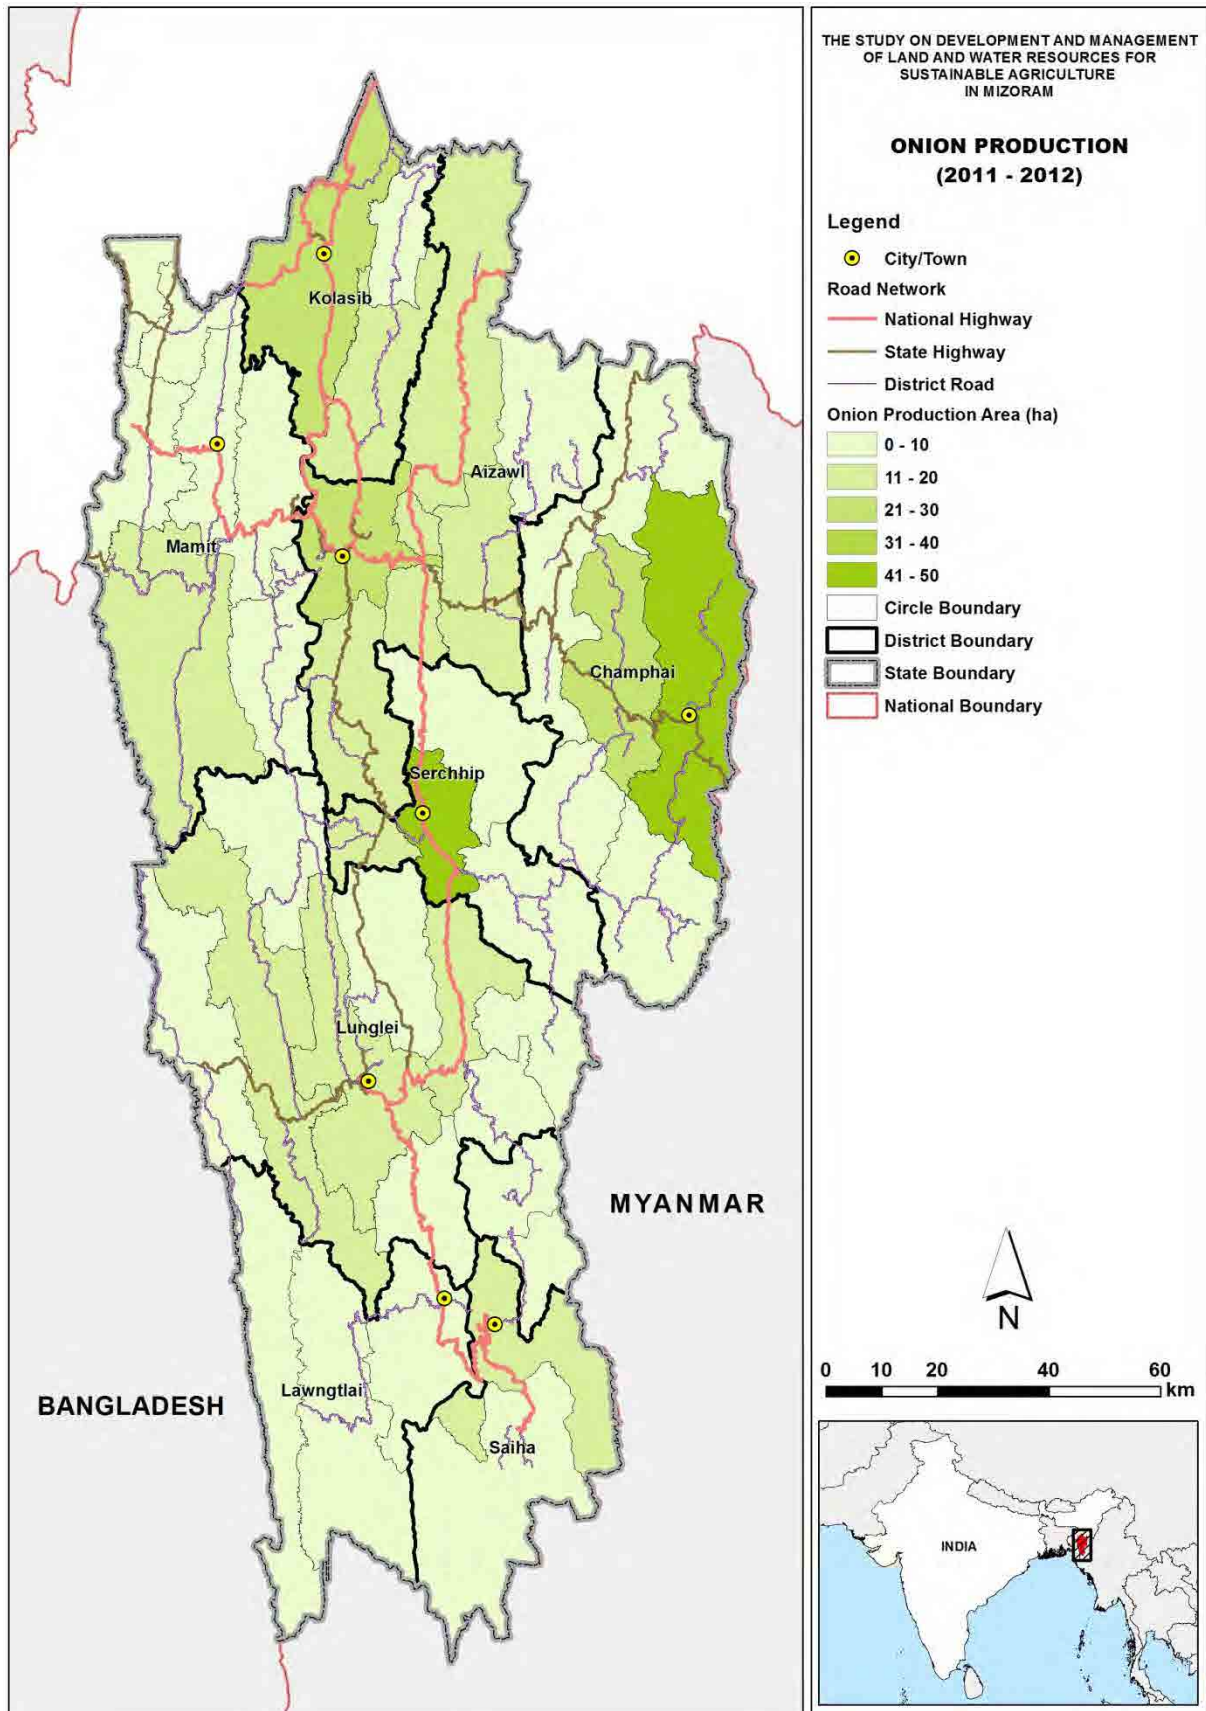 THE STUDY ON DEVELOPMENT AND MANAGEMENT
OF LAND AND WATER RESOURCES FOR
SUSTAINABLE AGRICULTURE
IN MIZORAM
ONION PRODUCTION
(2011 - 2012)
Legend
City/Town
Road Network
National Highway
State Highway
District Road
Onion Production Area (ha)
0 - 10
11 - 20
21 - 30
31 - 40
41 - 50
Circle Boundary
District Boundary
State Boundary
National Boundary
Kolasib
Aizawl
Mamit
Champhai
Serchhip
Lunglei
MYANMAR
Lawngtlai
BANGLADESH
Saiha
N
0 10 20 40 60
km
INDIA